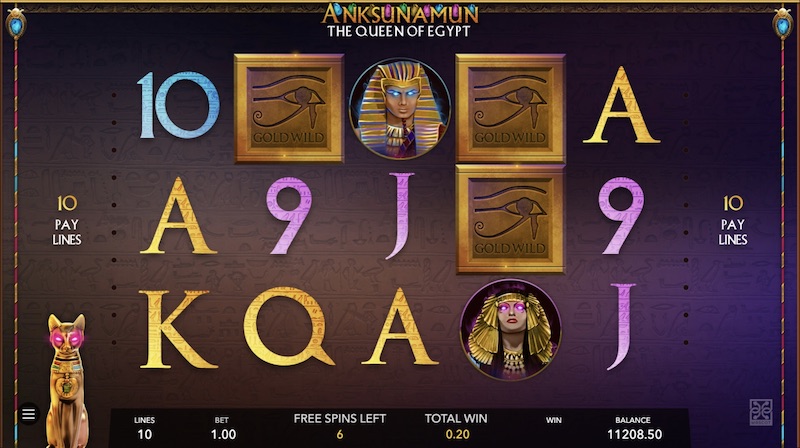 ANKSUNAMUN
THE QUEEN OF EGYPT
10 GOLD WILD GOLD WILD A
A 9 J GOLD WILD 9
K Q A J
10
PAY
LINES
10
PAY
LINES
LINES
10
BET
1.00
FREE SPINS LEFT
6
TOTAL WIN
0.20
WIN
BALANCE
11208.50